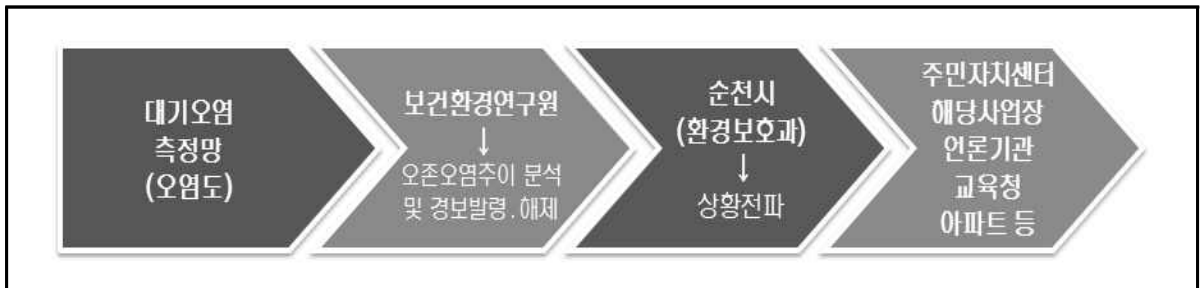 대기오염
측정망
(오염도)
보건환경연구원
↓
오존오염추이 분석
및 경보발령.해제
순천시
(환경보호과)
↓
상황전파
주민자치센터
해당사업장
언론기관
교육청
아파트 등